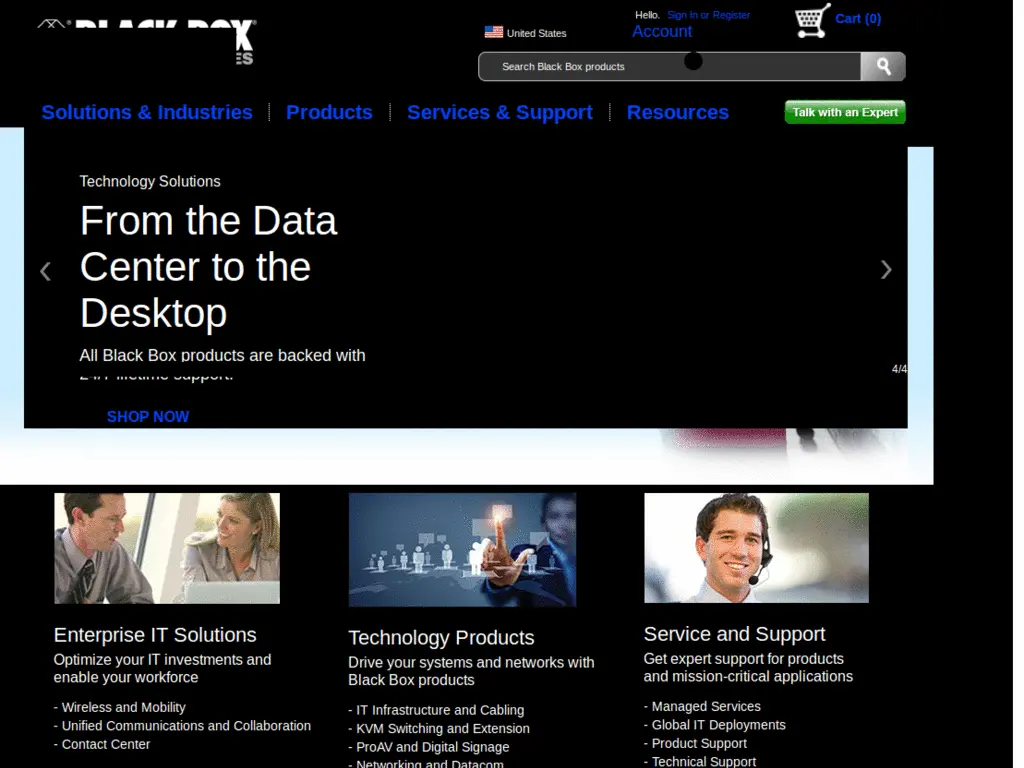 BLACK BOX
Hello. Sign In or Register
Cart (0)
United States
Account
Search Black Box products
Solutions & Industries
Products
Services & Support
Resources
Talk with an Expert
Technology Solutions
From the Data
Center to the
Desktop
All Black Box products are backed with
24/7 lifetime support.
4/4
SHOP NOW
Enterprise IT Solutions
Optimize your IT investments and
enable your workforce
- Wireless and Mobility
- Unified Communications and Collaboration
- Contact Center
Technology Products
Drive your systems and networks with
Black Box products
- IT Infrastructure and Cabling
- KVM Switching and Extension
- ProAV and Digital Signage
- Networking and Datacom
Service and Support
Get expert support for products
and mission-critical applications
- Managed Services
- Global IT Deployments
- Product Support
- Technical Support